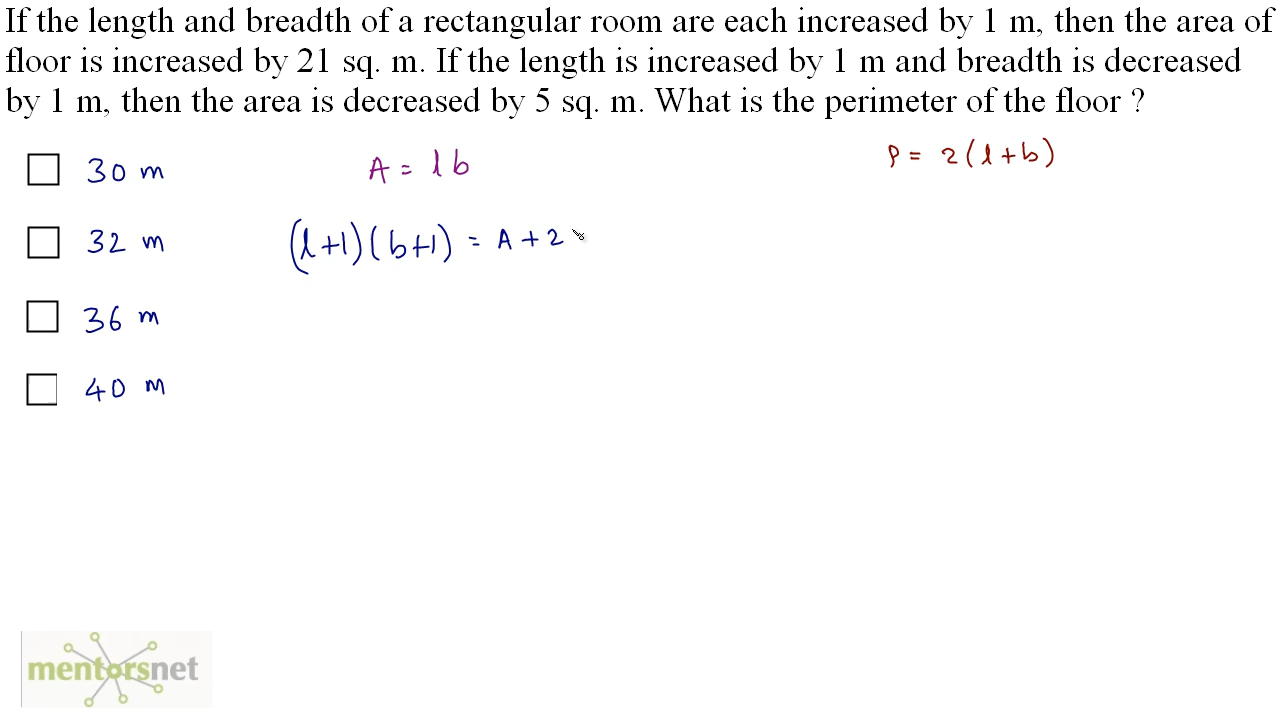 If the length and breadth of a rectangular room are each increased by 1 m, then the area of
floor is increased by 21 sq. m. If the length is increased by 1 m and breadth is decreased
by 1 m, then the area is decreased by 5 sq. m. What is the perimeter of the floor ?
P = 2(l+b)
30 m
A = lb
32 m
(l+1)(b+1) = A+2
36 m
40 m
mentorsnet